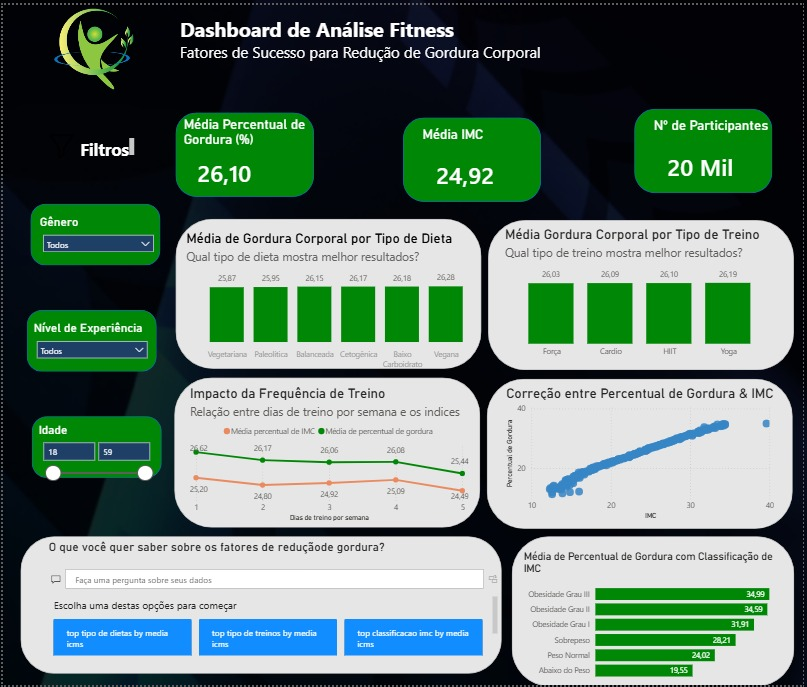 Dashboard de Análise Fitness
Fatores de Sucesso para Redução de Gordura Corporal
Filtros
Média Percentual de
Gordura (%)
26,10
Média IMC
24,92
Nº de Participantes
20 Mil
Gênero
Todos
Nível de Experiência
Todos
Idade
18 59
Média de Gordura Corporal por Tipo de Dieta
Qual tipo de dieta mostra melhor resultados?
25,87 25,95 26,15 26,17 26,18 26,28
Vegetariana Paleolítica Balanceada Cetogênica Baixo Vegana
Carboidrato
Média Gordura Corporal por Tipo de Treino
Qual tipo de treino mostra melhor resultados?
26,03 26,09 26,10 26,19
Força Cardio HIIT Yoga
Impacto da Frequência de Treino
Relação entre dias de treino por semana e os indices
Média percentual de IMC Média de percentual de gordura
26,62 26,17 26,06 26,08 25,44
25,20 24,80 24,92 25,09 24,49
1 2 3 4 5
Dias de treino por semana
Correção entre Percentual de Gordura & IMC
Percentual de Gordura
40
20
10 20 30 40
IMC
O que você quer saber sobre os fatores de reduçãode gordura?
Faça uma pergunta sobre seus dados
Escolha uma destas opções para começar
top tipo de dietas by media
icms
top tipo de treinos by media
icms
top classificacao imc by media
icms
Média de Percentual de Gordura com Classificação de
IMC
Obesidade Grau III 34,99
Obesidade Grau II 34,59
Obesidade Grau I 31,91
Sobrepeso 28,21
Peso Normal 24,02
Abaixo do Peso 19,55